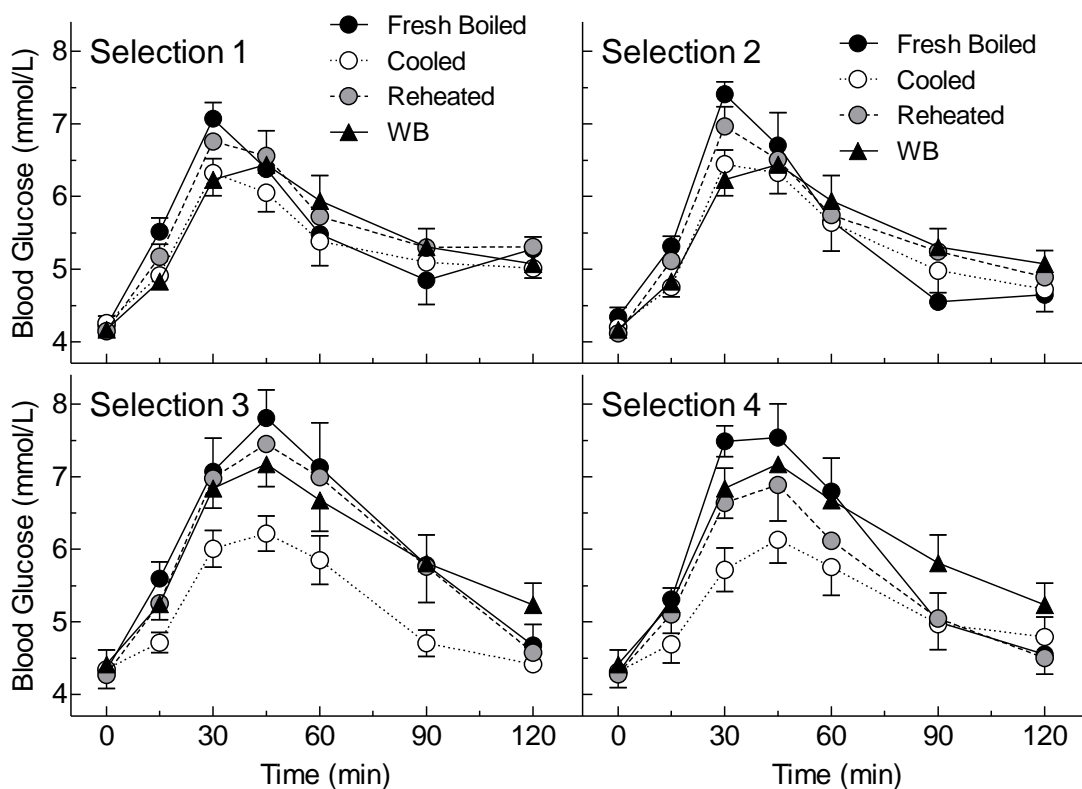 Selection 1
Fresh Boiled
Cooled
Reheated
WB
Selection 2
Fresh Boiled
Cooled
Reheated
WB
Blood Glucose (mmol/L)
8
7
6
5
4
Selection 3
Selection 4
Blood Glucose (mmol/L)
8
7
6
5
4
0 30 60 90 120
0 30 60 90 120
Time (min)
Time (min)